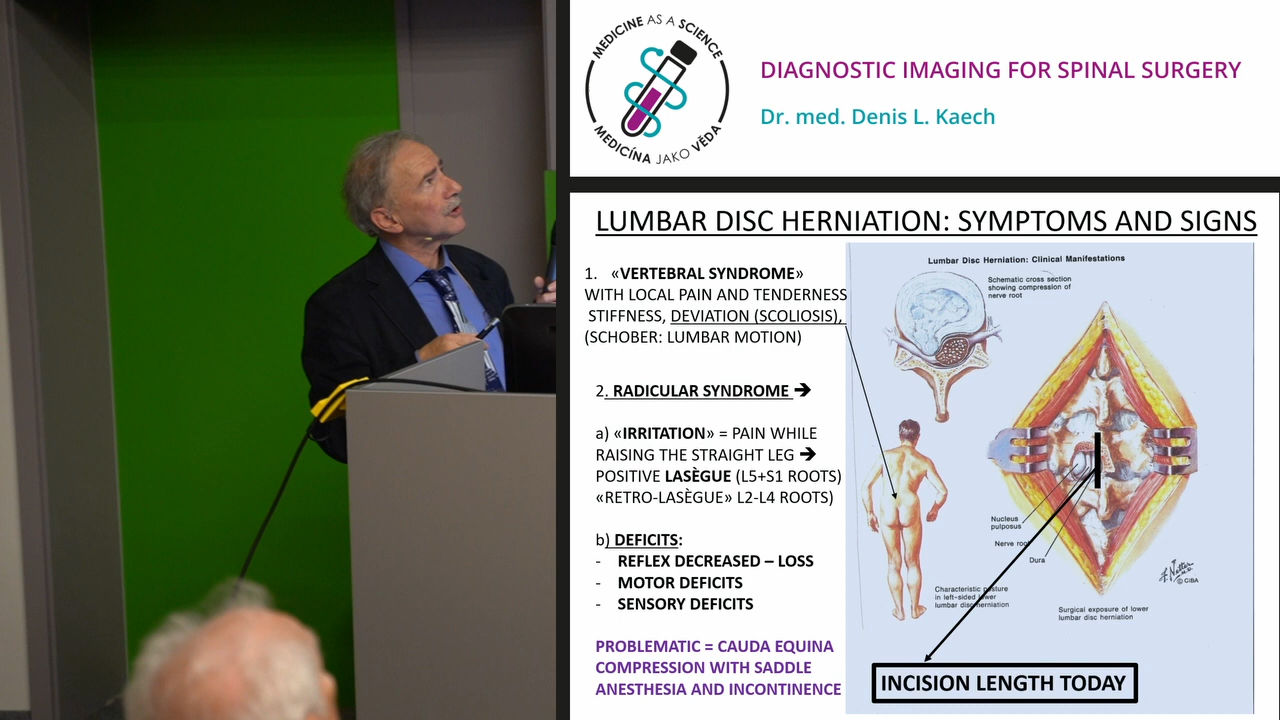 MEDICINE AS A SCIENCE
MEDICÍNA JAKO VĚDA
DIAGNOSTIC IMAGING FOR SPINAL SURGERY
Dr. med. Denis L. Kaech
LUMBAR DISC HERNIATION: SYMPTOMS AND SIGNS
1. «VERTEBRAL SYNDROME»
WITH LOCAL PAIN AND TENDERNESS
STIFFNESS, DEVIATION (SCOLIOSIS),
(SCHOBER: LUMBAR MOTION)
2. RADICULAR SYNDROME ➔
a) «IRRITATION» = PAIN WHILE
RAISING THE STRAIGHT LEG ➔
POSITIVE LASÈGUE (L5+S1 ROOTS)
«RETRO-LASÈGUE» L2-L4 ROOTS)
b) DEFICITS:
- REFLEX DECREASED – LOSS
- MOTOR DEFICITS
- SENSORY DEFICITS
PROBLEMATIC = CAUDA EQUINA
COMPRESSION WITH SADDLE
ANESTHESIA AND INCONTINENCE
Lumbar Disc Herniation: Clinical Manifestations
Schematic cross section
showing compression of
nerve root
Nucleus
pulposus
Nerve root
Dura
Characteristic posture
in left-sided lower
lumbar disc herniation
Surgical exposure of lower
lumbar disc herniation
F. Netter
M.D.
© CIBA
INCISION LENGTH TODAY